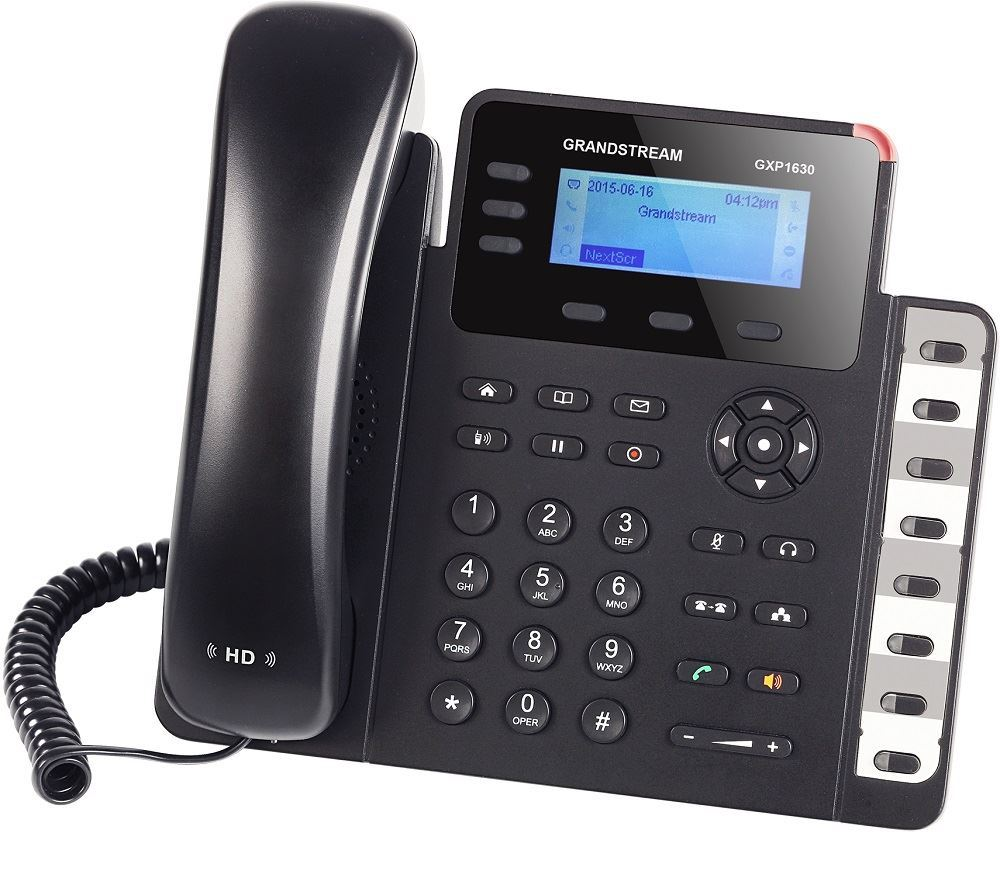 GRANDSTREAM
GXP1630
2015-06-16
04:12pm
Grandstream
NextScr
1
2
ABC
3
DEF
4
GHI
5
JKL
6
MNO
7
PQRS
8
TUV
9
WXYZ
*
0
OPER
#
- +
HD